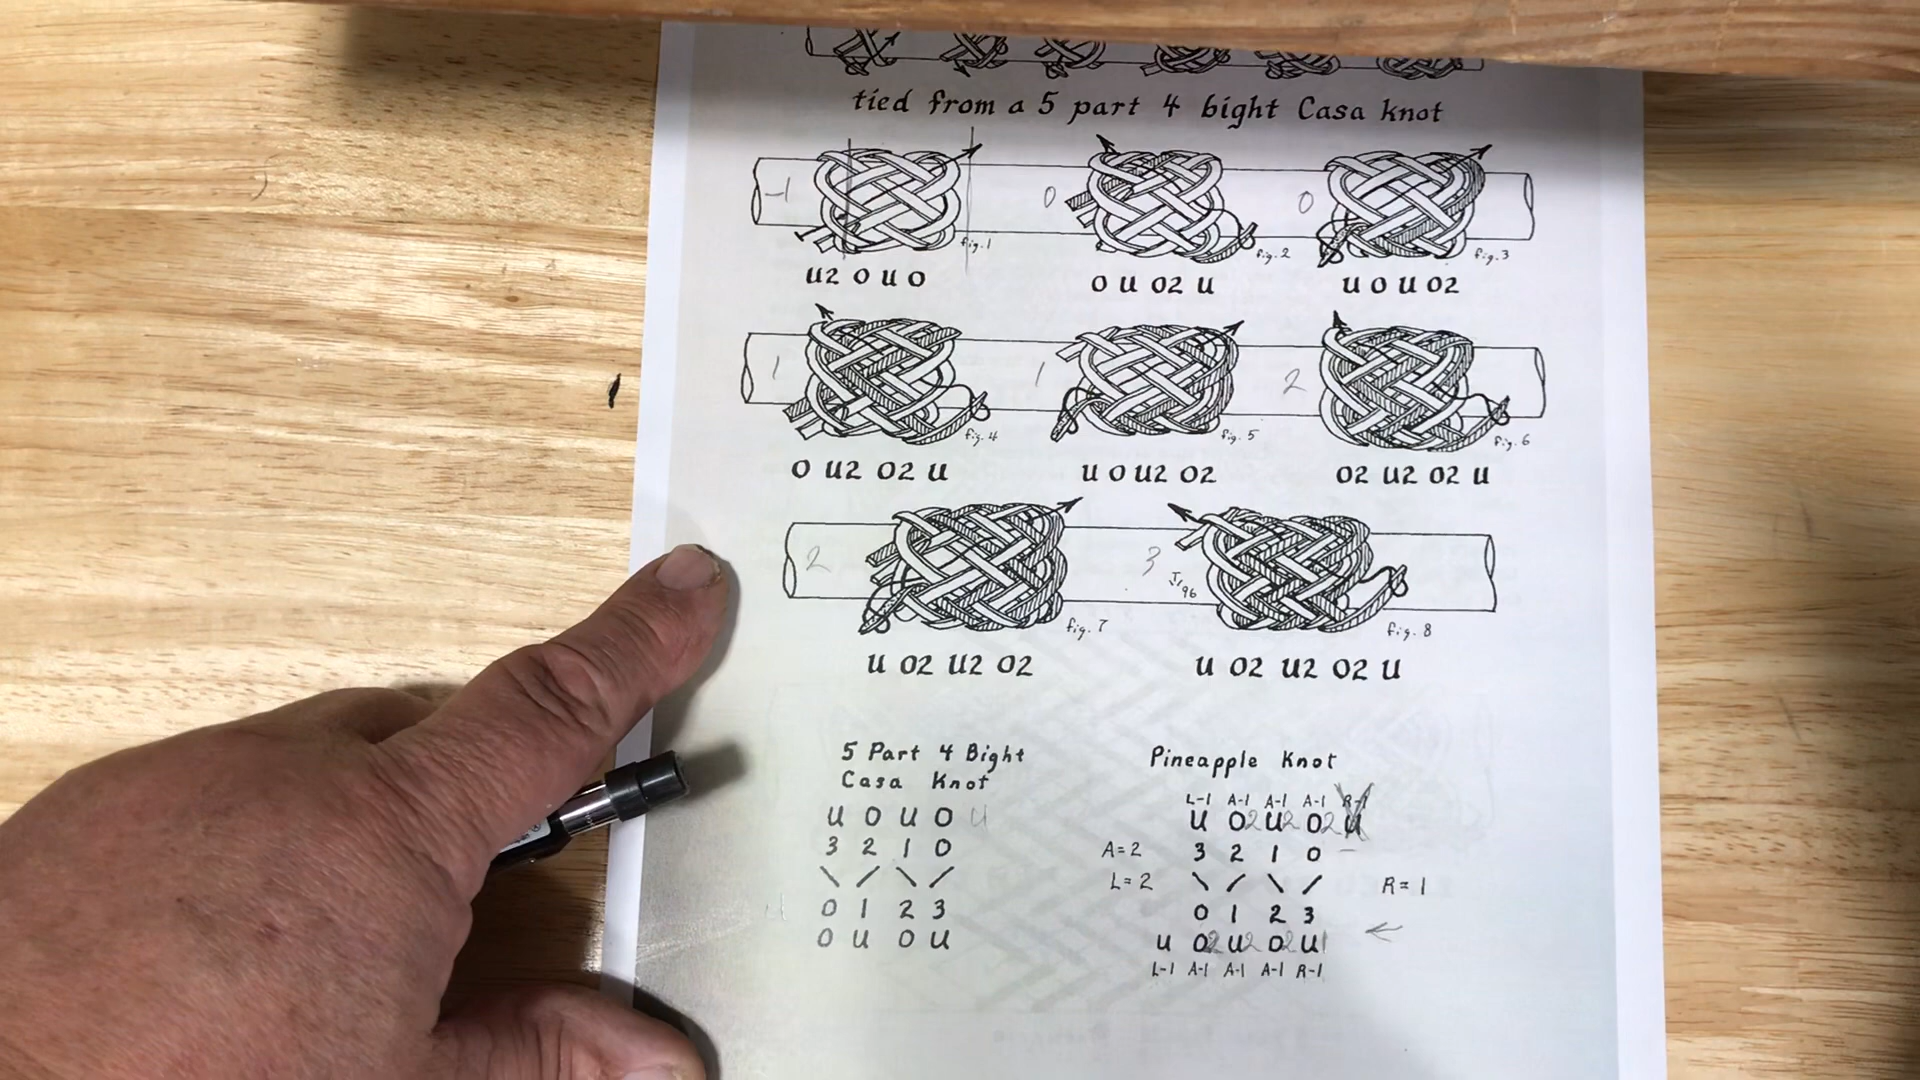 tied from a 5 part 4 bight Casa knot
-1 0 0
fig. 1 fig. 2 fig. 3
U2 O U O O U O2 U U O U O2
1 1 2
fig. 4 fig. 5 fig. 6
O U2 O2 U U O U2 O2 O2 U2 O2 U
2 3
96
fig. 7 fig. 8
U O2 U2 O2 U O2 U2 O2 U
5 Part 4 Bight
Casa Knot
U O U O U
3 2 1 0
\ / \ /
0 1 2 3
O U O U
Pineapple Knot
L-1 A-1 A-1 A-1 R-1
U O2 U2 O2 U
A=2 3 2 1 0
L=2 \ / \ / R=1
0 1 2 3
U O2 U2 O2 U1
L-1 A-1 A-1 A-1 R-1